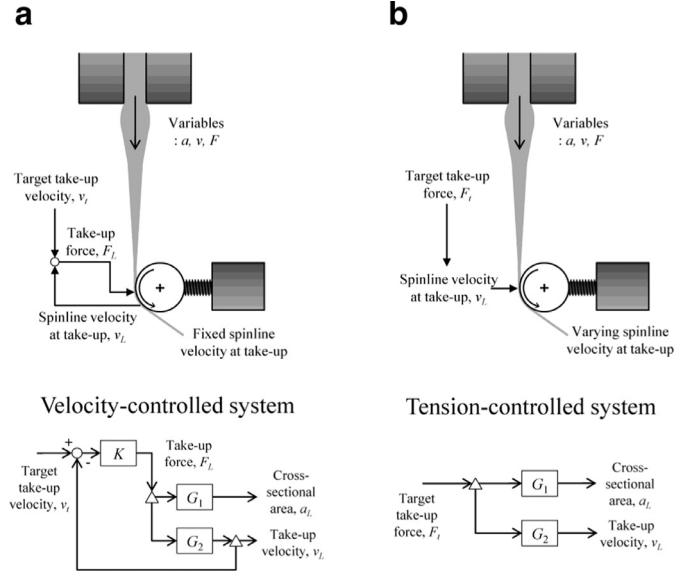 a
Variables
: a, v, F
Target take-up
velocity, vt
Take-up
force, FL
Spinline velocity
at take-up, vL
+
Fixed spinline
velocity at take-up
Velocity-controlled system
+
-
K
Take-up
force, FL
Target
take-up
velocity, vt
G1
Cross-
sectional
area, aL
G2
Take-up
velocity, vL
b
Variables
: a, v, F
Target take-up
force, Ft
Spinline velocity
at take-up, vL
+
Varying spinline
velocity at take-up
Tension-controlled system
Target
take-up
force, Ft
G1
Cross-
sectional
area, aL
G2
Take-up
velocity, vL